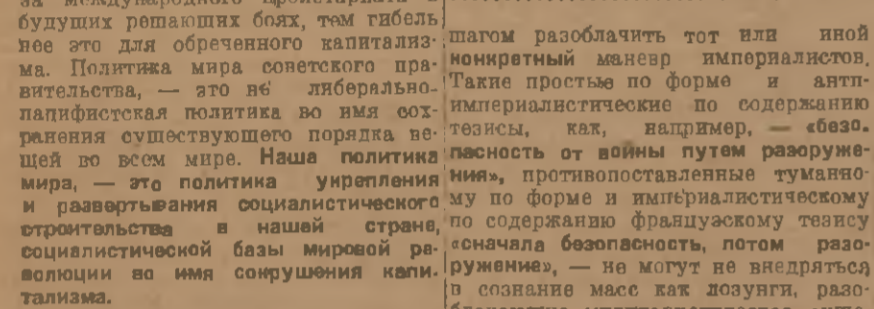 за международного пролетариата в
будущих решающих боях, тем гибель
нее это для обреченного капитализ-
ма. Политика мира советского пра-
вительства, — это не либерально-
пацифистская политика во имя сох-
ранения существующего порядка ве-
щей во всем мире. Наша политика
мира, — это политика укрепления
и развертывания социалистического
строительства в нашей стране,
социалистической базы мировой ре-
волюции во имя сокрушения капи-
тализма.
шагом разоблачить тот или иной
конкретный маневр империалистов.
Такие простые по форме и анти-
империалистические по содержанию
тезисы, как, например, — «безо-
пасность от войны путем разоруже-
ния», противопоставленные туманно-
му по форме и империалистическому
по содержанию французскому тезису
«сначала безопасность, потом разо-
ружение», — не могут не внедряться
в сознание масс как лозунги, разо-